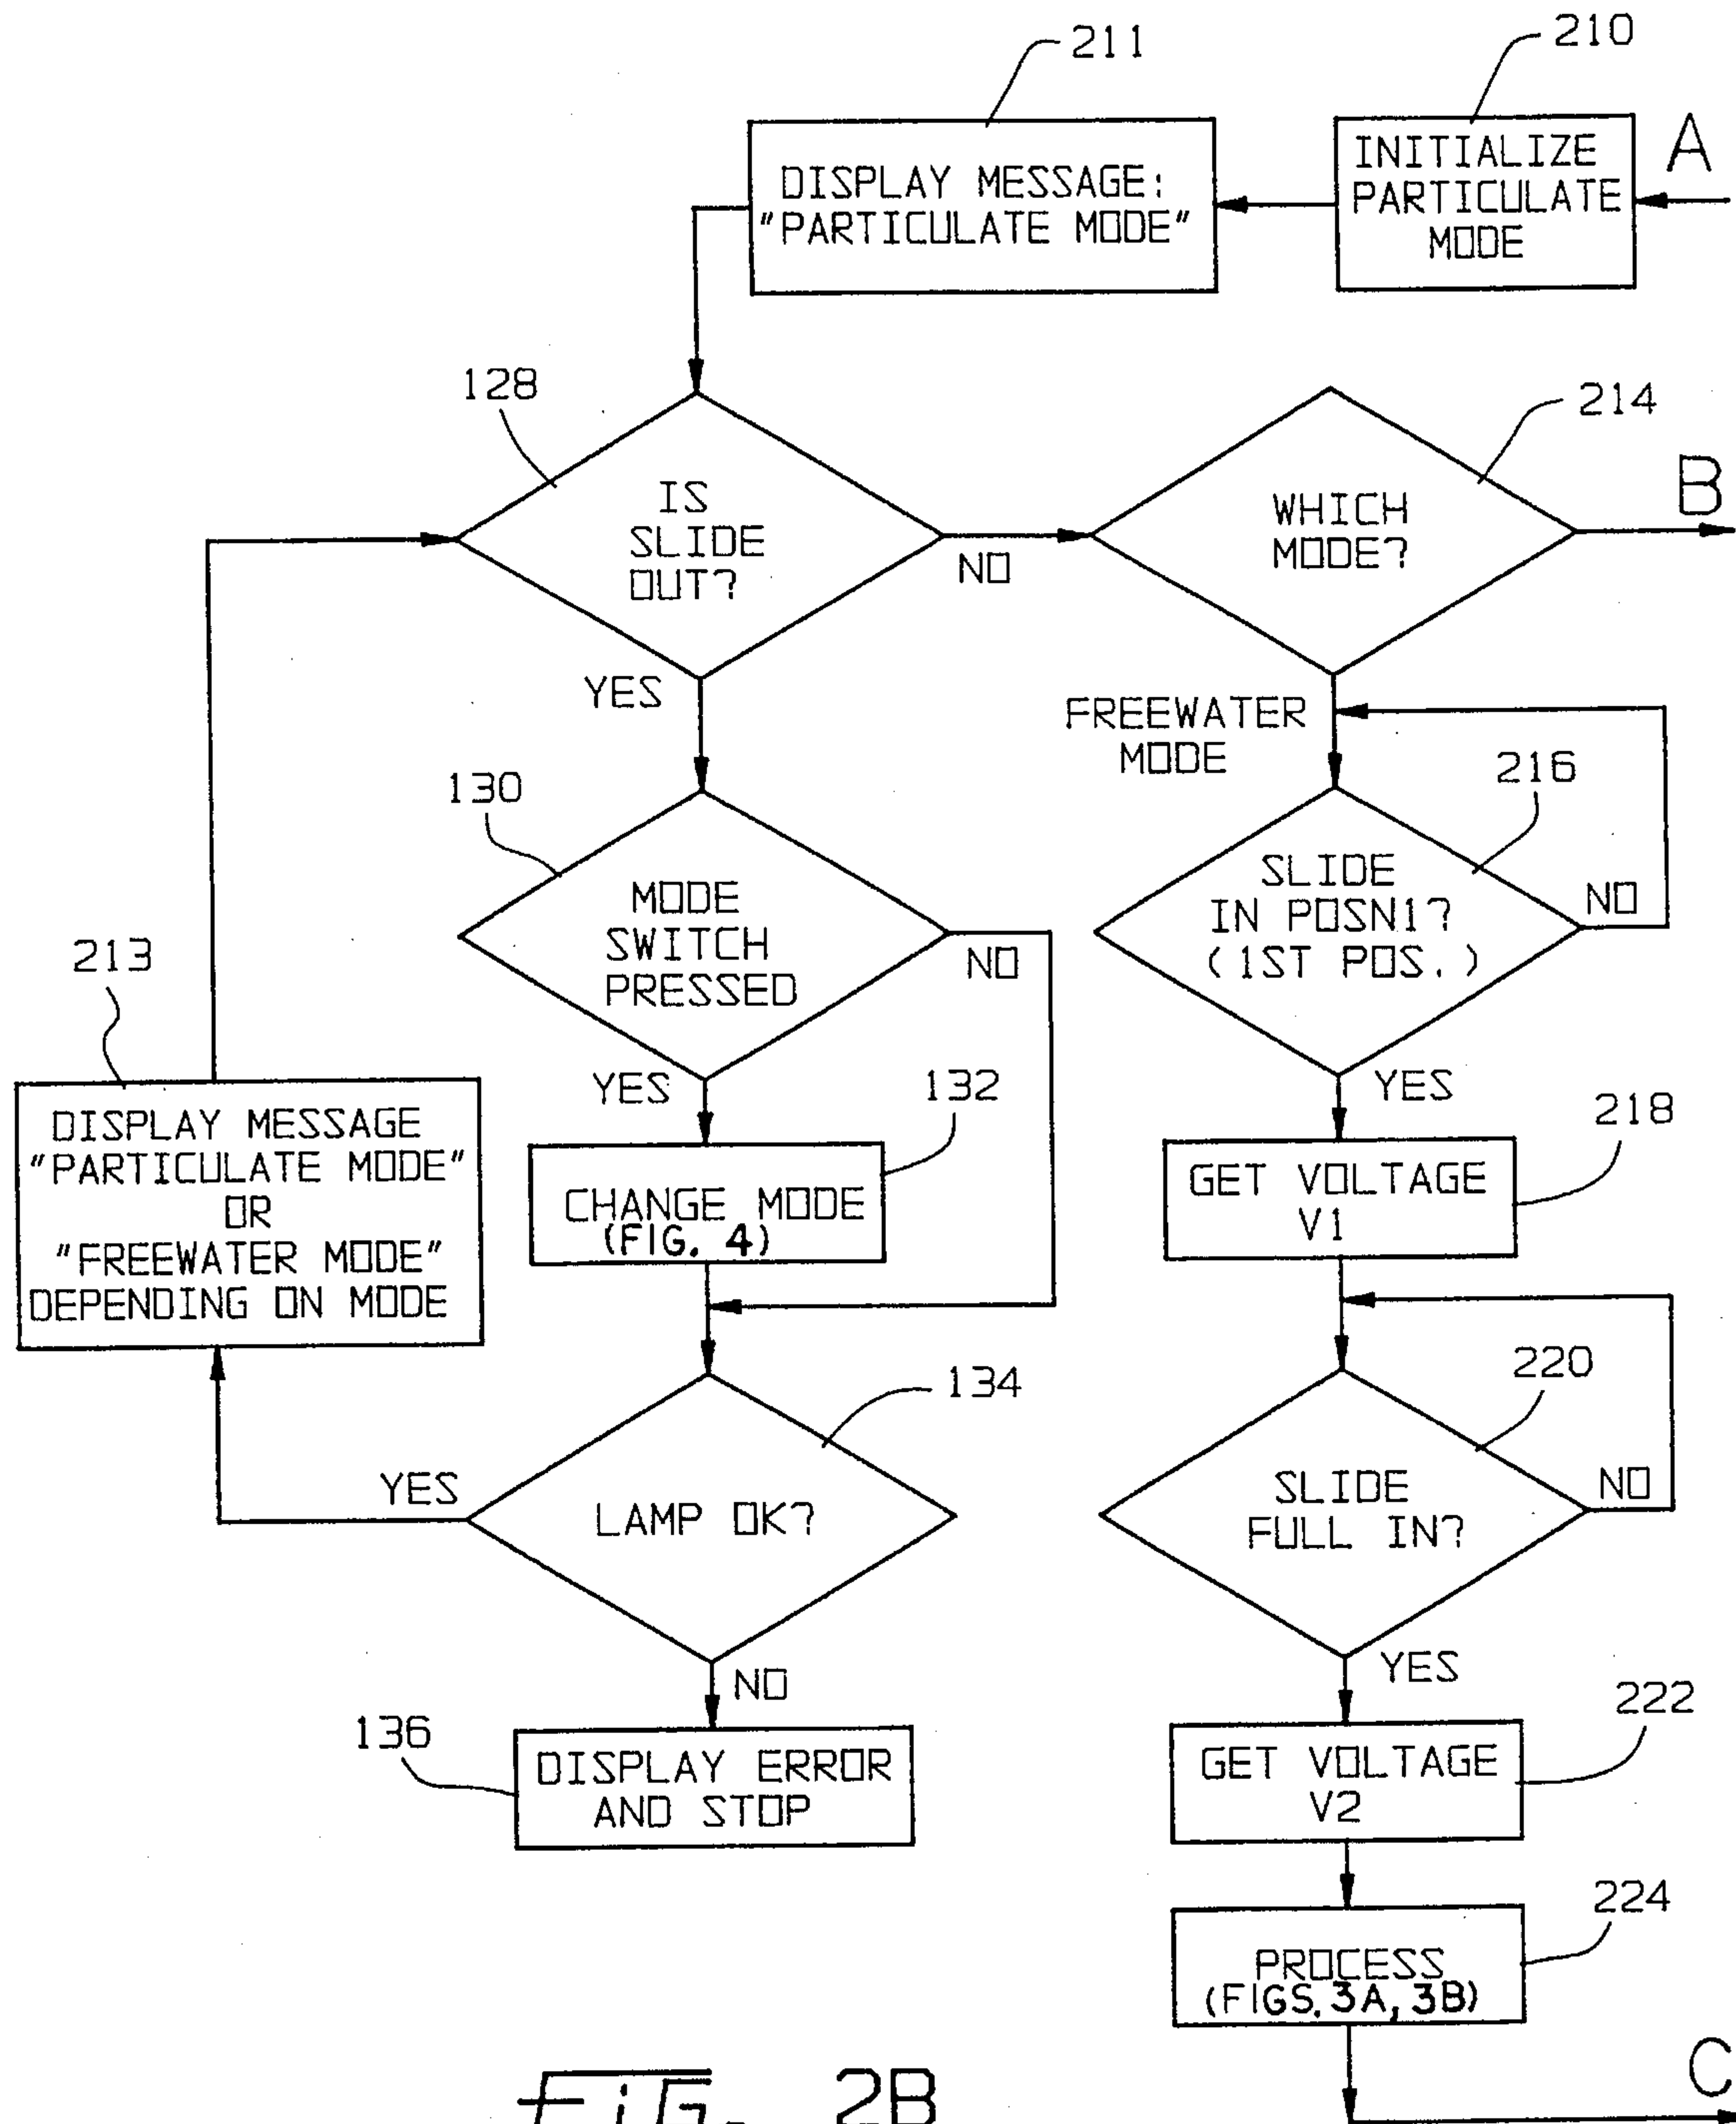 211
210
DISPLAY MESSAGE:
"PARTICULATE MODE"
INITIALIZE
PARTICULATE
MODE
A
128
IS
SLIDE
OUT?
NO
YES
214
WHICH
MODE?
B
FREEWATER
MODE
130
MODE
SWITCH
PRESSED
NO
YES
216
SLIDE
IN POSN1?
(1ST POS.)
NO
YES
213
DISPLAY MESSAGE
"PARTICULATE MODE"
OR
"FREEWATER MODE"
DEPENDING ON MODE
132
CHANGE MODE
(FIG. 4)
218
GET VOLTAGE
V1
134
LAMP OK?
YES
NO
220
SLIDE
FULL IN?
NO
YES
136
DISPLAY ERROR
AND STOP
222
GET VOLTAGE
V2
224
PROCESS
(FIGS. 3A, 3B)
C
FIG. 2B